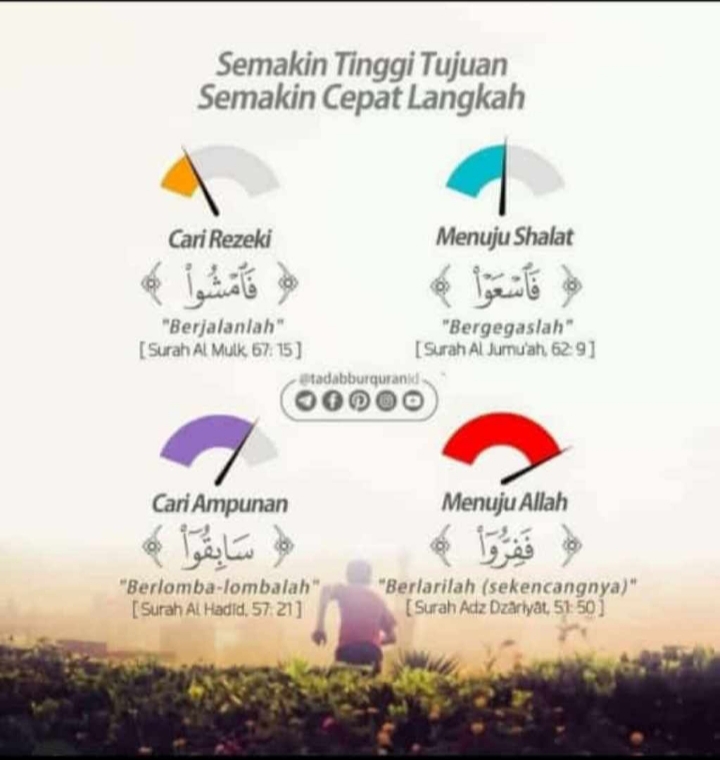 Semakin Tinggi Tujuan
Semakin Cepat Langkah
Cari Rezeki
فَٱمْشُوا۟
"Berjalanlah"
[ Surah Al Mulk, 67: 15 ]
Menuju Shalat
فَٱسْعَوْا۟
"Bergegaslah"
[ Surah Al Jumu'ah, 62: 9 ]
@tadabburquranid
Cari Ampunan
سَابِقُوٓا۟
"Berlomba-lombalah"
[ Surah Al Hadid, 57: 21 ]
Menuju Allah
فَفِرُّوٓا۟
"Berlarilah (sekencangnya)"
[ Surah Adz Dzāriyāt, 51: 50 ]